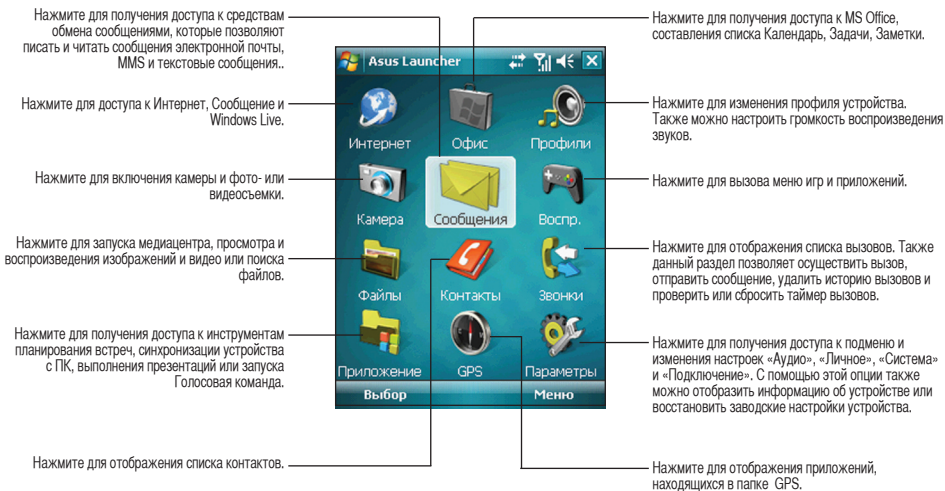 Нажмите для получения доступа к средствам
обмена сообщениями, которые позволяют
писать и читать сообщения электронной почты,
MMS и текстовые сообщения..
Нажмите для доступа к Интернет, Сообщение и
Windows Live.
Нажмите для включения камеры и фото- или
видеосъемки.
Нажмите для запуска медиацентра, просмотра и
воспроизведения изображений и видео или поиска
файлов.
Нажмите для получения доступа к инструментам
планирования встреч, синхронизации устройства
с ПК, выполнения презентаций или запуска
Голосовая команда.
Нажмите для отображения списка контактов.
Asus Launcher
Интернет
Офис
Профили
Камера
Сообщения
Воспр.
Файлы
Контакты
Звонки
Приложение
GPS
Параметры
Выбор
Меню
Нажмите для получения доступа к MS Office,
составления списка Календарь, Задачи, Заметки.
Нажмите для изменения профиля устройства.
Также можно настроить громкость воспроизведения
звуков.
Нажмите для вызова меню игр и приложений.
Нажмите для отображения списка вызовов. Также
данный раздел позволяет осуществить вызов,
отправить сообщение, удалить историю вызовов и
проверить или сбросить таймер вызовов.
Нажмите для получения доступа к подменю и
изменения настроек «Аудио», «Личное», «Система»
и «Подключение». С помощью этой опции также
можно отобразить информацию об устройстве или
восстановить заводские настройки устройства.
Нажмите для отображения приложений,
находящихся в папке GPS.